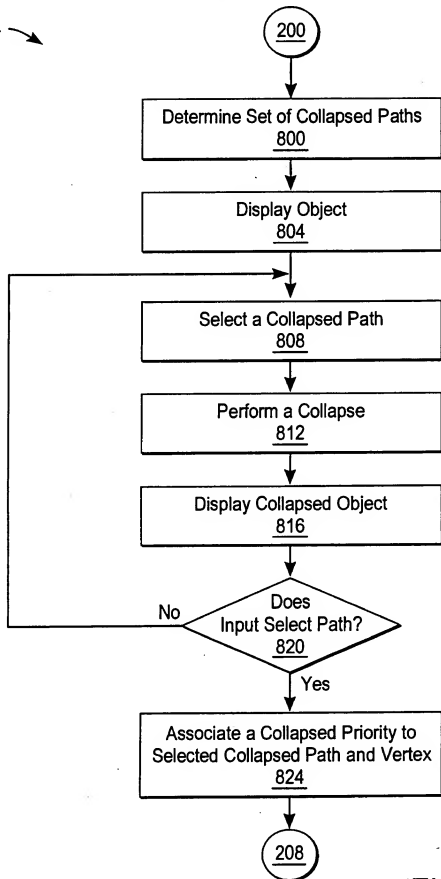 200
Determine Set of Collapsed Paths
800
Display Object
804
Select a Collapsed Path
808
Perform a Collapse
812
Display Collapsed Object
816
Does
Input Select Path?
820
No
Yes
Associate a Collapsed Priority to
Selected Collapsed Path and Vertex
824
208